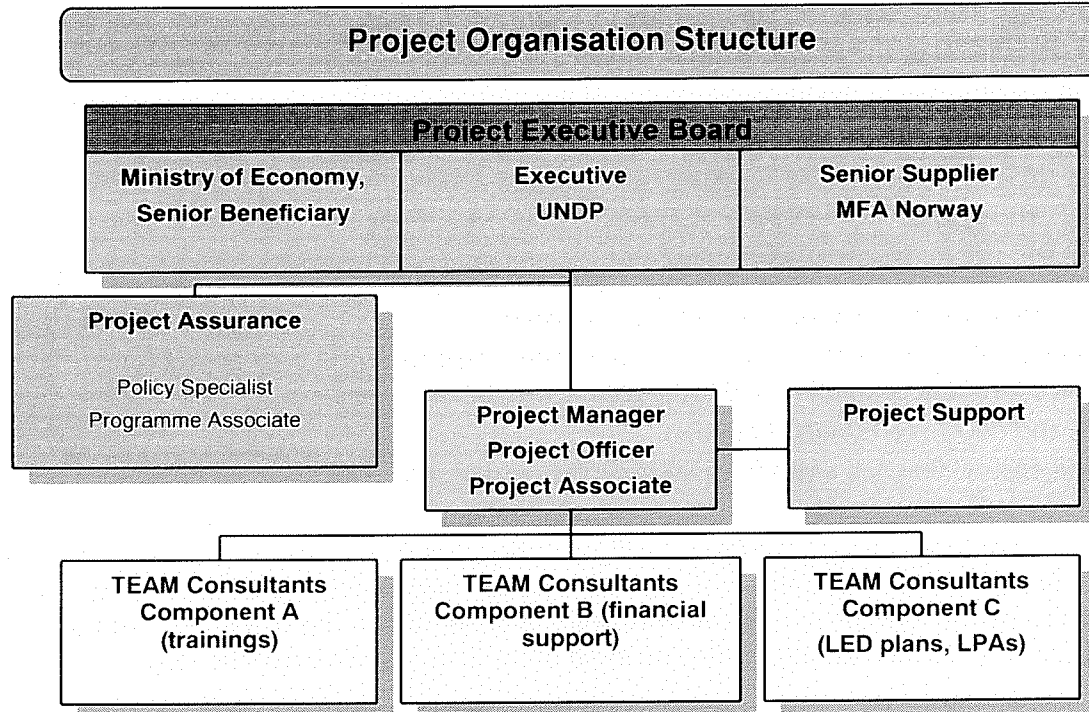 Project Organisation Structure
Project Executive Board
Ministry of Economy,
Senior Beneficiary
Executive
UNDP
Senior Supplier
MFA Norway
Project Assurance
Policy Specialist
Programme Associate
Project Manager
Project Officer
Project Associate
Project Support
TEAM Consultants
Component A
(trainings)
TEAM Consultants
Component B (financial
support)
TEAM Consultants
Component C
(LED plans, LPAs)